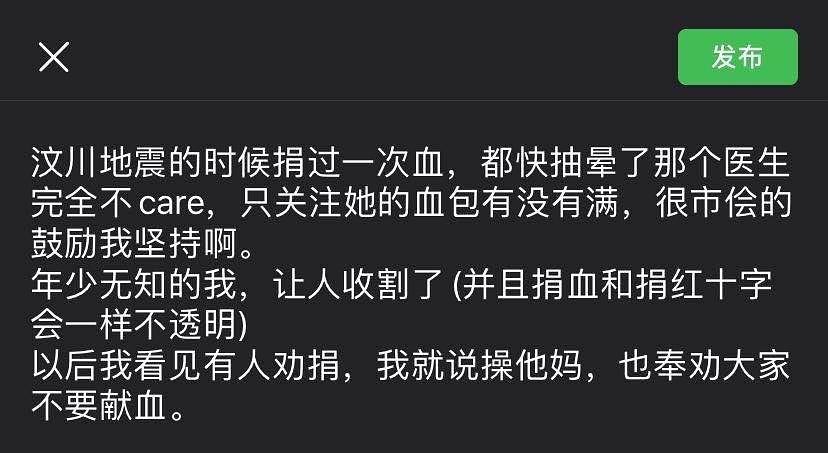 发布
汶川地震的时候捐过一次血，都快抽晕了那个医生
完全不care，只关注她的血包有没有满，很市侩的
鼓励我坚持啊。
年少无知的我，让人收割了(并且捐血和捐红十字
会一样不透明)
以后我看见有人劝捐，我就说操他妈，也奉劝大家
不要献血。